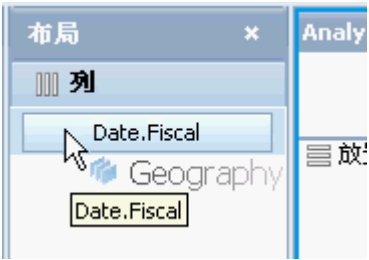 布局 × Analy
列
Date.Fiscal
放
Geography
Date.Fiscal